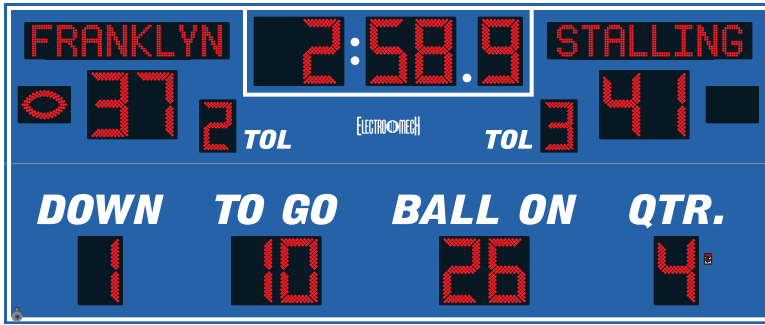 FRANKLYN 2:58.9 STALLING
37 41
2 TOL ELECTRO MECH TOL 3
DOWN TO GO BALL ON QTR.
1 10 26 4